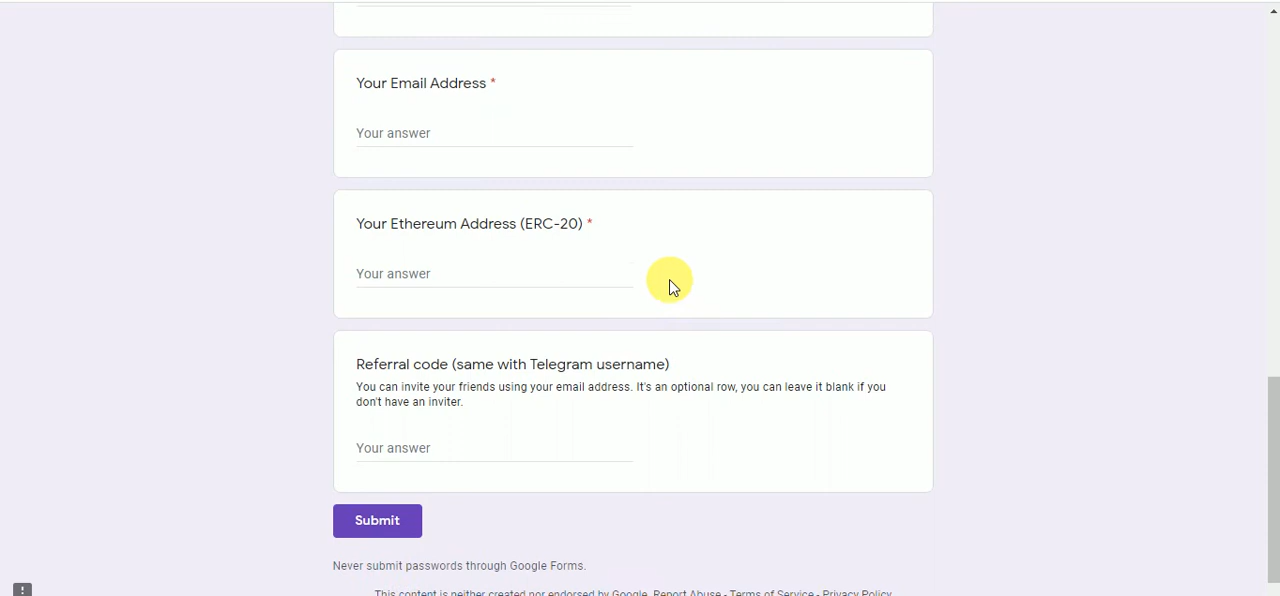 Your Email Address *
Your answer
Your Ethereum Address (ERC-20) *
Your answer
Referral code (same with Telegram username)
You can invite your friends using your email address. It's an optional row, you can leave it blank if you
don't have an inviter.
Your answer
Submit
Never submit passwords through Google Forms.
This content is neither created nor endorsed by Google. Report Abuse - Terms of Service - Privacy Policy